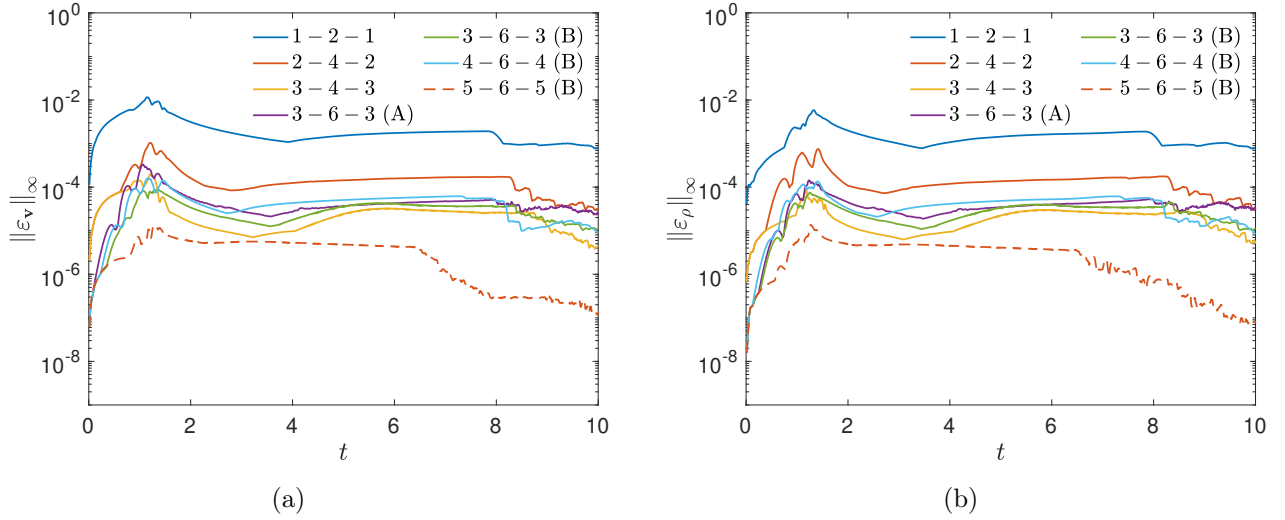 10^0
10^-2
10^-4
10^-6
10^-8
||ε_v||_∞
1 − 2 − 1
2 − 4 − 2
3 − 4 − 3
3 − 6 − 3 (A)
3 − 6 − 3 (B)
4 − 6 − 4 (B)
5 − 6 − 5 (B)
0 2 4 6 8 10
t
(a)
10^0
10^-2
10^-4
10^-6
10^-8
||ε_ρ||_∞
1 − 2 − 1
2 − 4 − 2
3 − 4 − 3
3 − 6 − 3 (A)
3 − 6 − 3 (B)
4 − 6 − 4 (B)
5 − 6 − 5 (B)
0 2 4 6 8 10
t
(b)